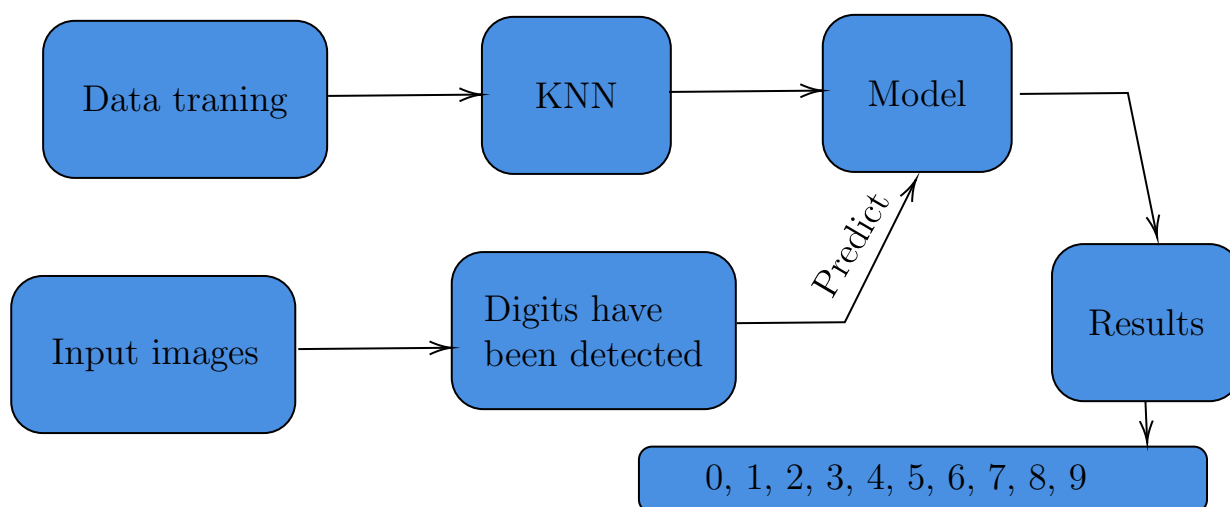 Data traning
KNN
Model
Predict
Input images
Digits have
been detected
Results
0, 1, 2, 3, 4, 5, 6, 7, 8, 9